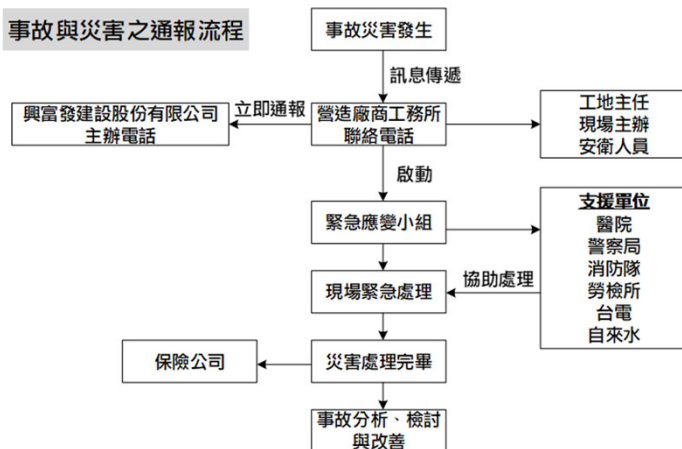 事故與災害之通報流程
事故災害發生
訊息傳遞
興富發建設股份有限公司
主辦電話
立即通報
營造廠商工務所
聯絡電話
工地主任
現場主辦
安衛人員
啟動
緊急應變小組
支援單位
醫院
警察局
消防隊
勞檢所
台電
自來水
現場緊急處理
協助處理
保險公司
災害處理完畢
事故分析、檢討
與改善